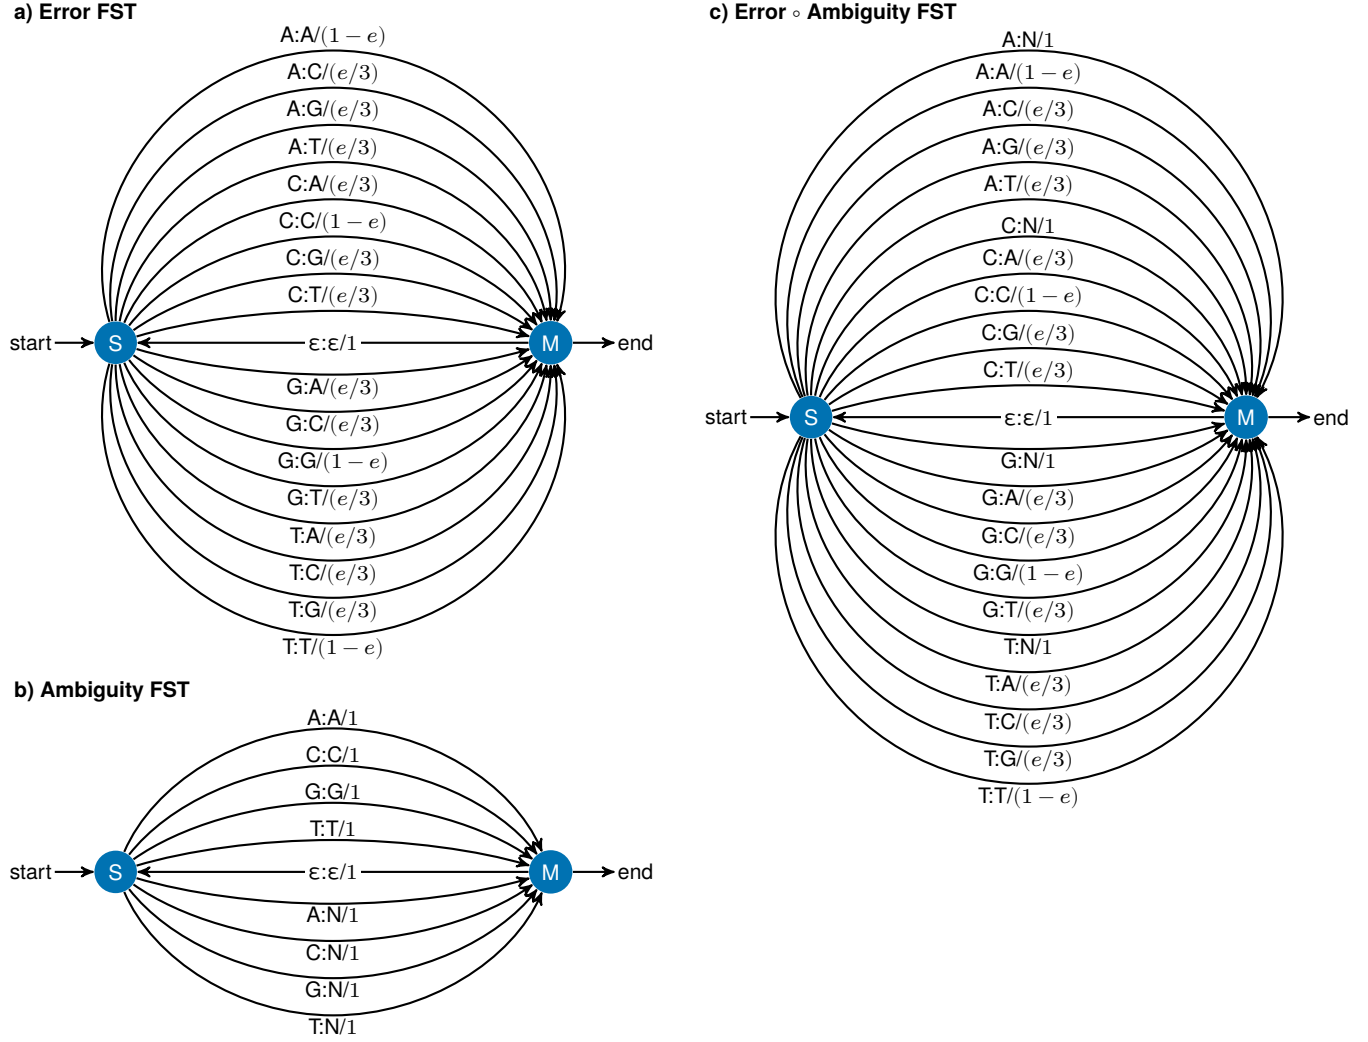 a) Error FST
A:A/(1 − e)
A:C/(e/3)
A:G/(e/3)
A:T/(e/3)
C:A/(e/3)
C:C/(1 − e)
C:G/(e/3)
C:T/(e/3)
start S ε:ε/1 M end
G:A/(e/3)
G:C/(e/3)
G:G/(1 − e)
G:T/(e/3)
T:A/(e/3)
T:C/(e/3)
T:G/(e/3)
T:T/(1 − e)
b) Ambiguity FST
A:A/1
C:C/1
G:G/1
T:T/1
start S ε:ε/1 M end
A:N/1
C:N/1
G:N/1
T:N/1
c) Error ∘ Ambiguity FST
A:N/1
A:A/(1 − e)
A:C/(e/3)
A:G/(e/3)
A:T/(e/3)
C:N/1
C:A/(e/3)
C:C/(1 − e)
C:G/(e/3)
C:T/(e/3)
start S ε:ε/1 M end
G:N/1
G:A/(e/3)
G:C/(e/3)
G:G/(1 − e)
G:T/(e/3)
T:N/1
T:A/(e/3)
T:C/(e/3)
T:G/(e/3)
T:T/(1 − e)